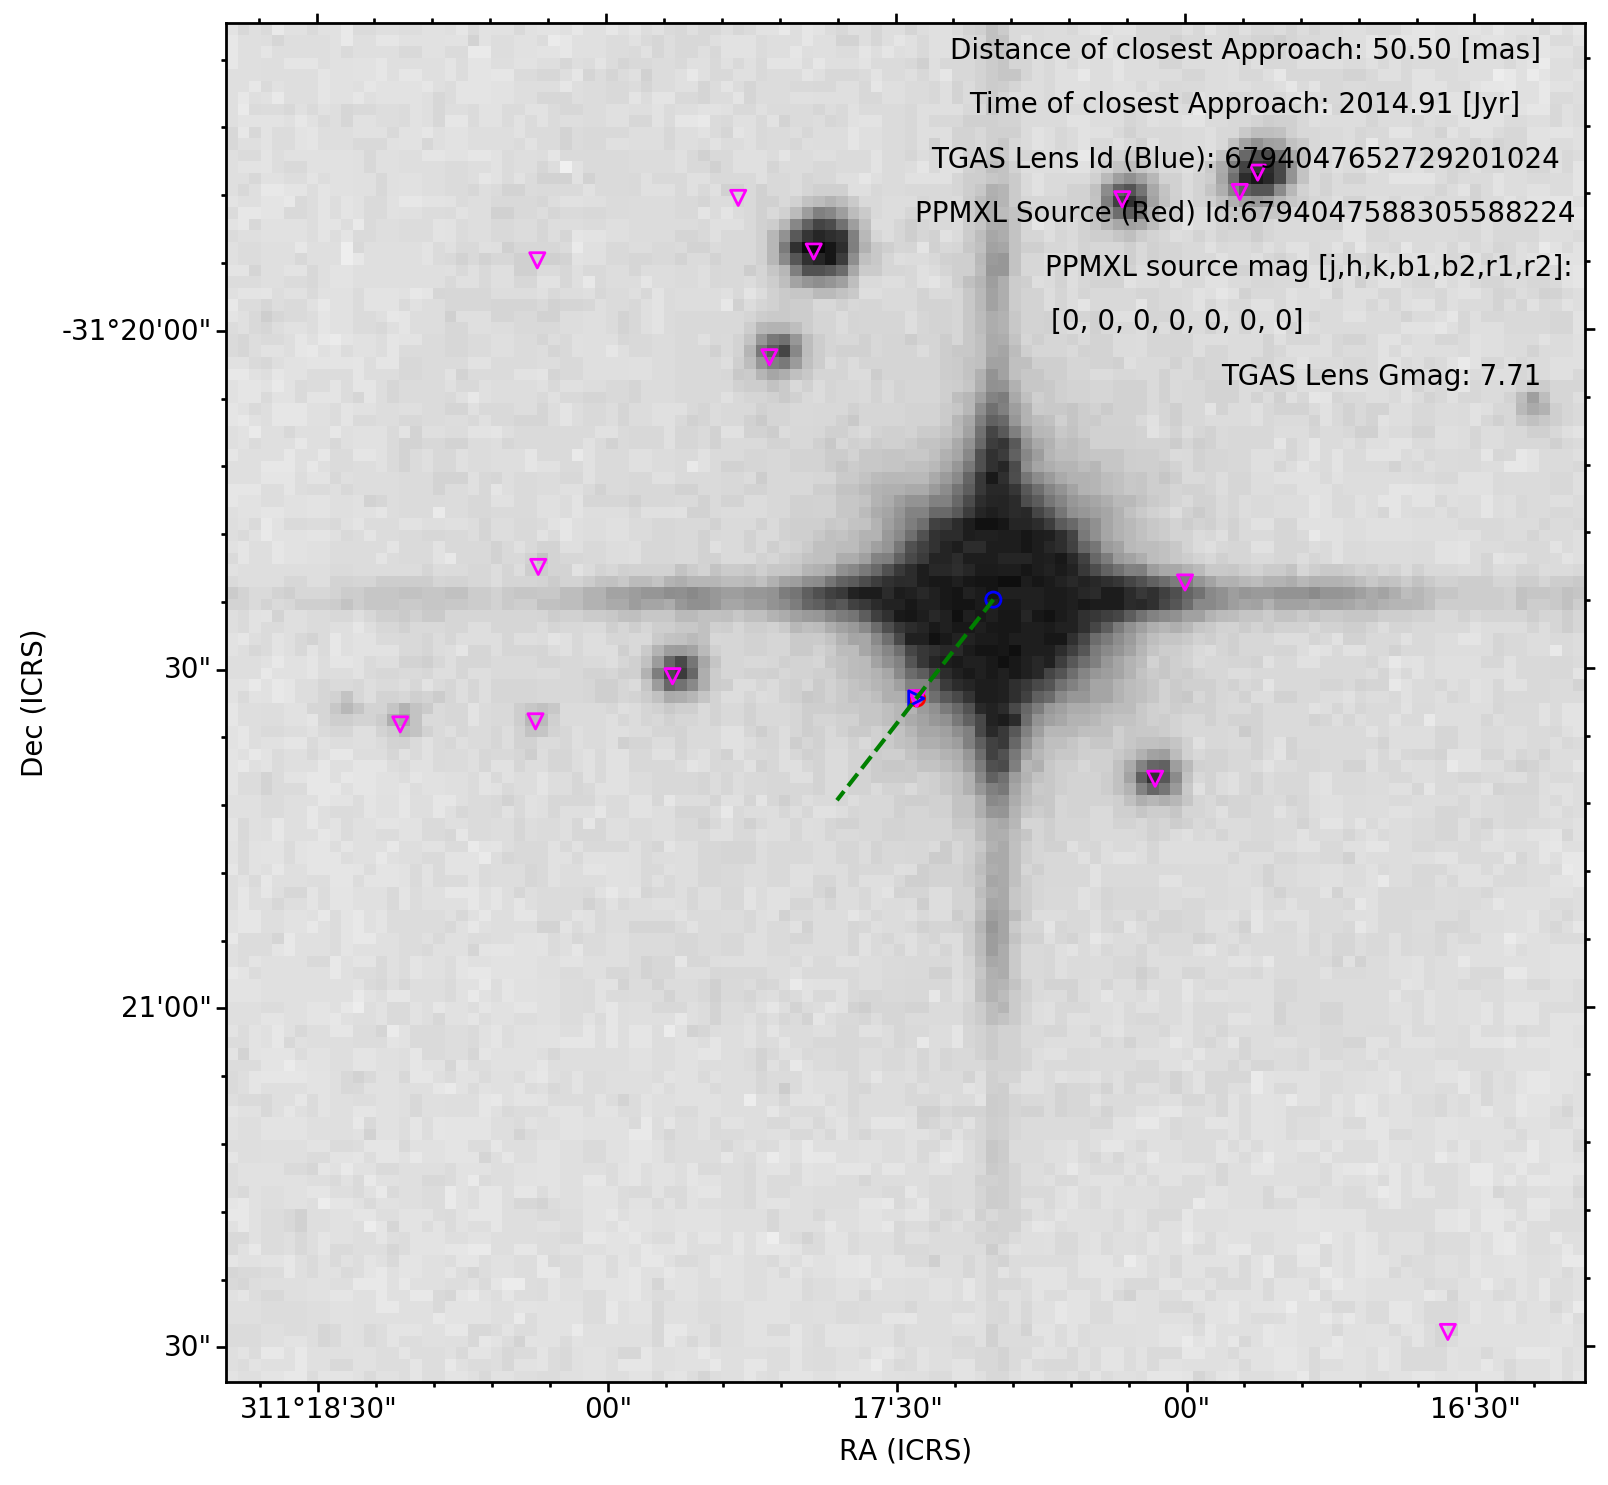 Distance of closest Approach: 50.50 [mas]
Time of closest Approach: 2014.91 [Jyr]
TGAS Lens Id (Blue): 6794047652729201024
PPMXL Source (Red) Id:6794047588305588224
PPMXL source mag [j,h,k,b1,b2,r1,r2]:
[0, 0, 0, 0, 0, 0, 0]
TGAS Lens Gmag: 7.71
-31°20'00"
30"
21'00"
30"
Dec (ICRS)
311°18'30" 00" 17'30" 00" 16'30"
RA (ICRS)